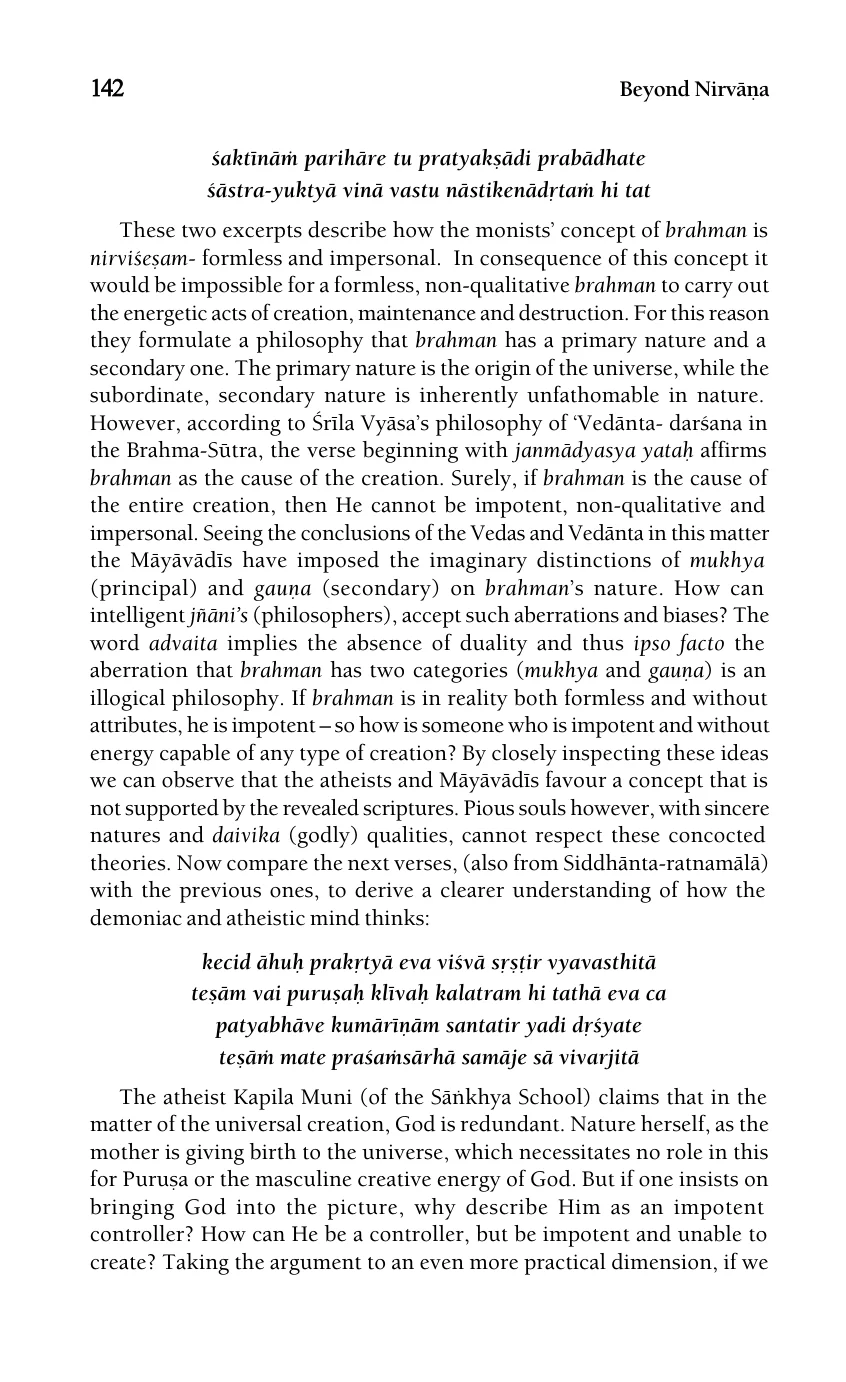 142 Beyond Nirvāṇa
śaktīnāṁ parihāre tu pratyakṣādi prabādhate
śāstra-yuktyā vinā vastu nāstikenādṛtaṁ hi tat
These two excerpts describe how the monists’ concept of brahman is
nirviśeṣam- formless and impersonal. In consequence of this concept it
would be impossible for a formless, non-qualitative brahman to carry out
the energetic acts of creation, maintenance and destruction. For this reason
they formulate a philosophy that brahman has a primary nature and a
secondary one. The primary nature is the origin of the universe, while the
subordinate, secondary nature is inherently unfathomable in nature.
However, according to Śrīla Vyāsa’s philosophy of ‘Vedānta- darśana in
the Brahma-Sūtra, the verse beginning with janmādyasya yataḥ affirms
brahman as the cause of the creation. Surely, if brahman is the cause of
the entire creation, then He cannot be impotent, non-qualitative and
impersonal. Seeing the conclusions of the Vedas and Vedānta in this matter
the Māyāvādīs have imposed the imaginary distinctions of mukhya
(principal) and gauṇa (secondary) on brahman’s nature. How can
intelligent jñāni’s (philosophers), accept such aberrations and biases? The
word advaita implies the absence of duality and thus ipso facto the
aberration that brahman has two categories (mukhya and gauṇa) is an
illogical philosophy. If brahman is in reality both formless and without
attributes, he is impotent – so how is someone who is impotent and without
energy capable of any type of creation? By closely inspecting these ideas
we can observe that the atheists and Māyāvādīs favour a concept that is
not supported by the revealed scriptures. Pious souls however, with sincere
natures and daivika (godly) qualities, cannot respect these concocted
theories. Now compare the next verses, (also from Siddhānta-ratnamālā)
with the previous ones, to derive a clearer understanding of how the
demoniac and atheistic mind thinks:
kecid āhuḥ prakṛtyā eva viśvā sṛṣṭir vyavasthitā
teṣām vai puruṣaḥ klīvaḥ kalatram hi tathā eva ca
patyabhāve kumārīṇām santatir yadi dṛśyate
teṣāṁ mate praśaṁsārhā samāje sā vivarjitā
The atheist Kapila Muni (of the Sāṅkhya School) claims that in the
matter of the universal creation, God is redundant. Nature herself, as the
mother is giving birth to the universe, which necessitates no role in this
for Puruṣa or the masculine creative energy of God. But if one insists on
bringing God into the picture, why describe Him as an impotent
controller? How can He be a controller, but be impotent and unable to
create? Taking the argument to an even more practical dimension, if we